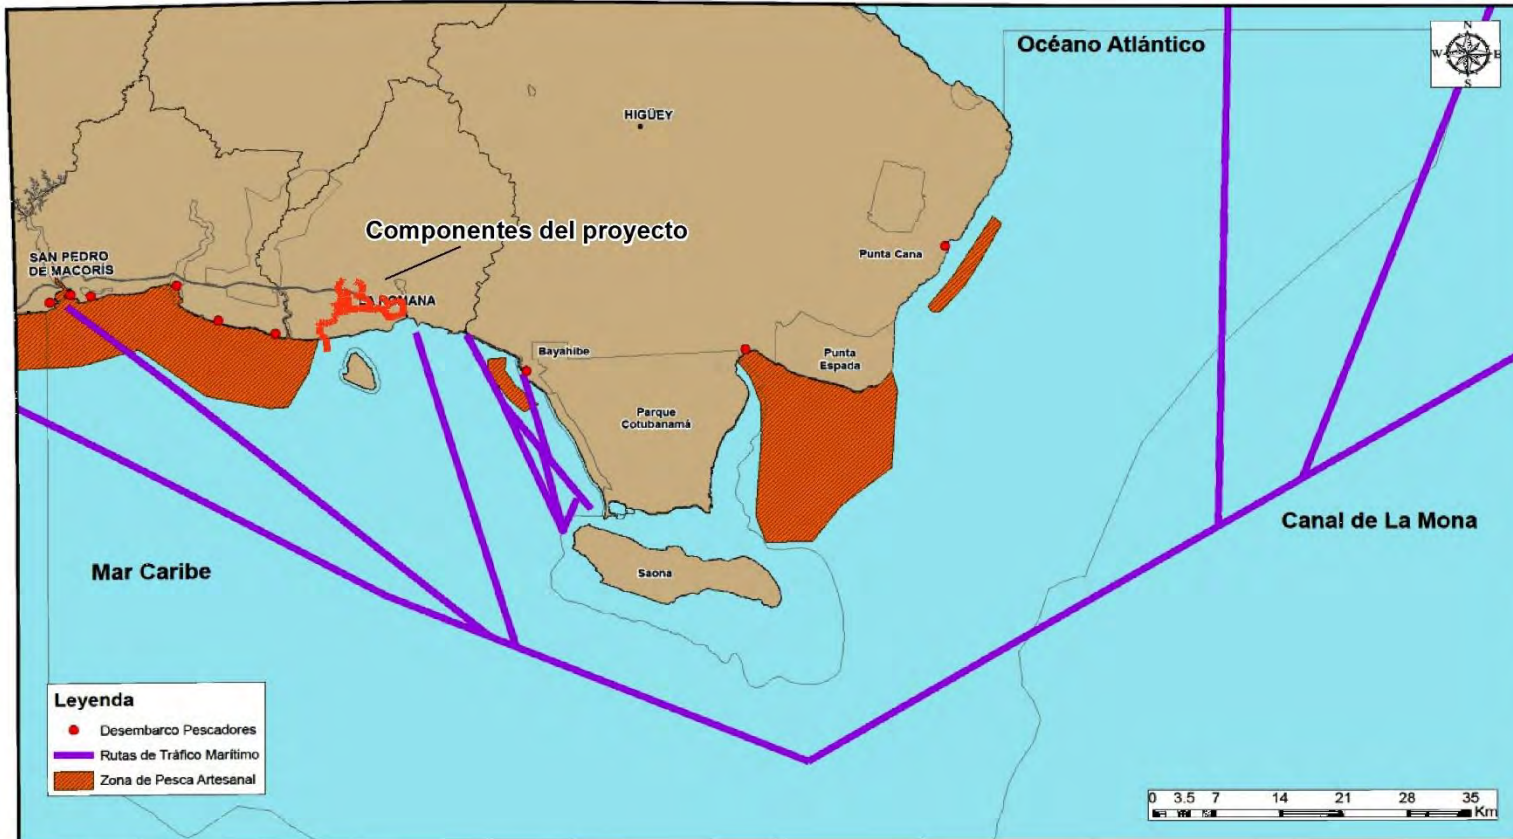 Océano Atlántico
N
W E
S
HIGÜEY
Componentes del proyecto
SAN PEDRO
DE MACORÍS
Punta Cana
LA ROMANA
Bayahibe
Punta
Espada
Parque
Cotubanamá
Canal de La Mona
Mar Caribe
Saona
Leyenda
Desembarco Pescadores
Rutas de Tráfico Marítimo
Zona de Pesca Artesanal
0 3.5 7 14 21 28 35
Km